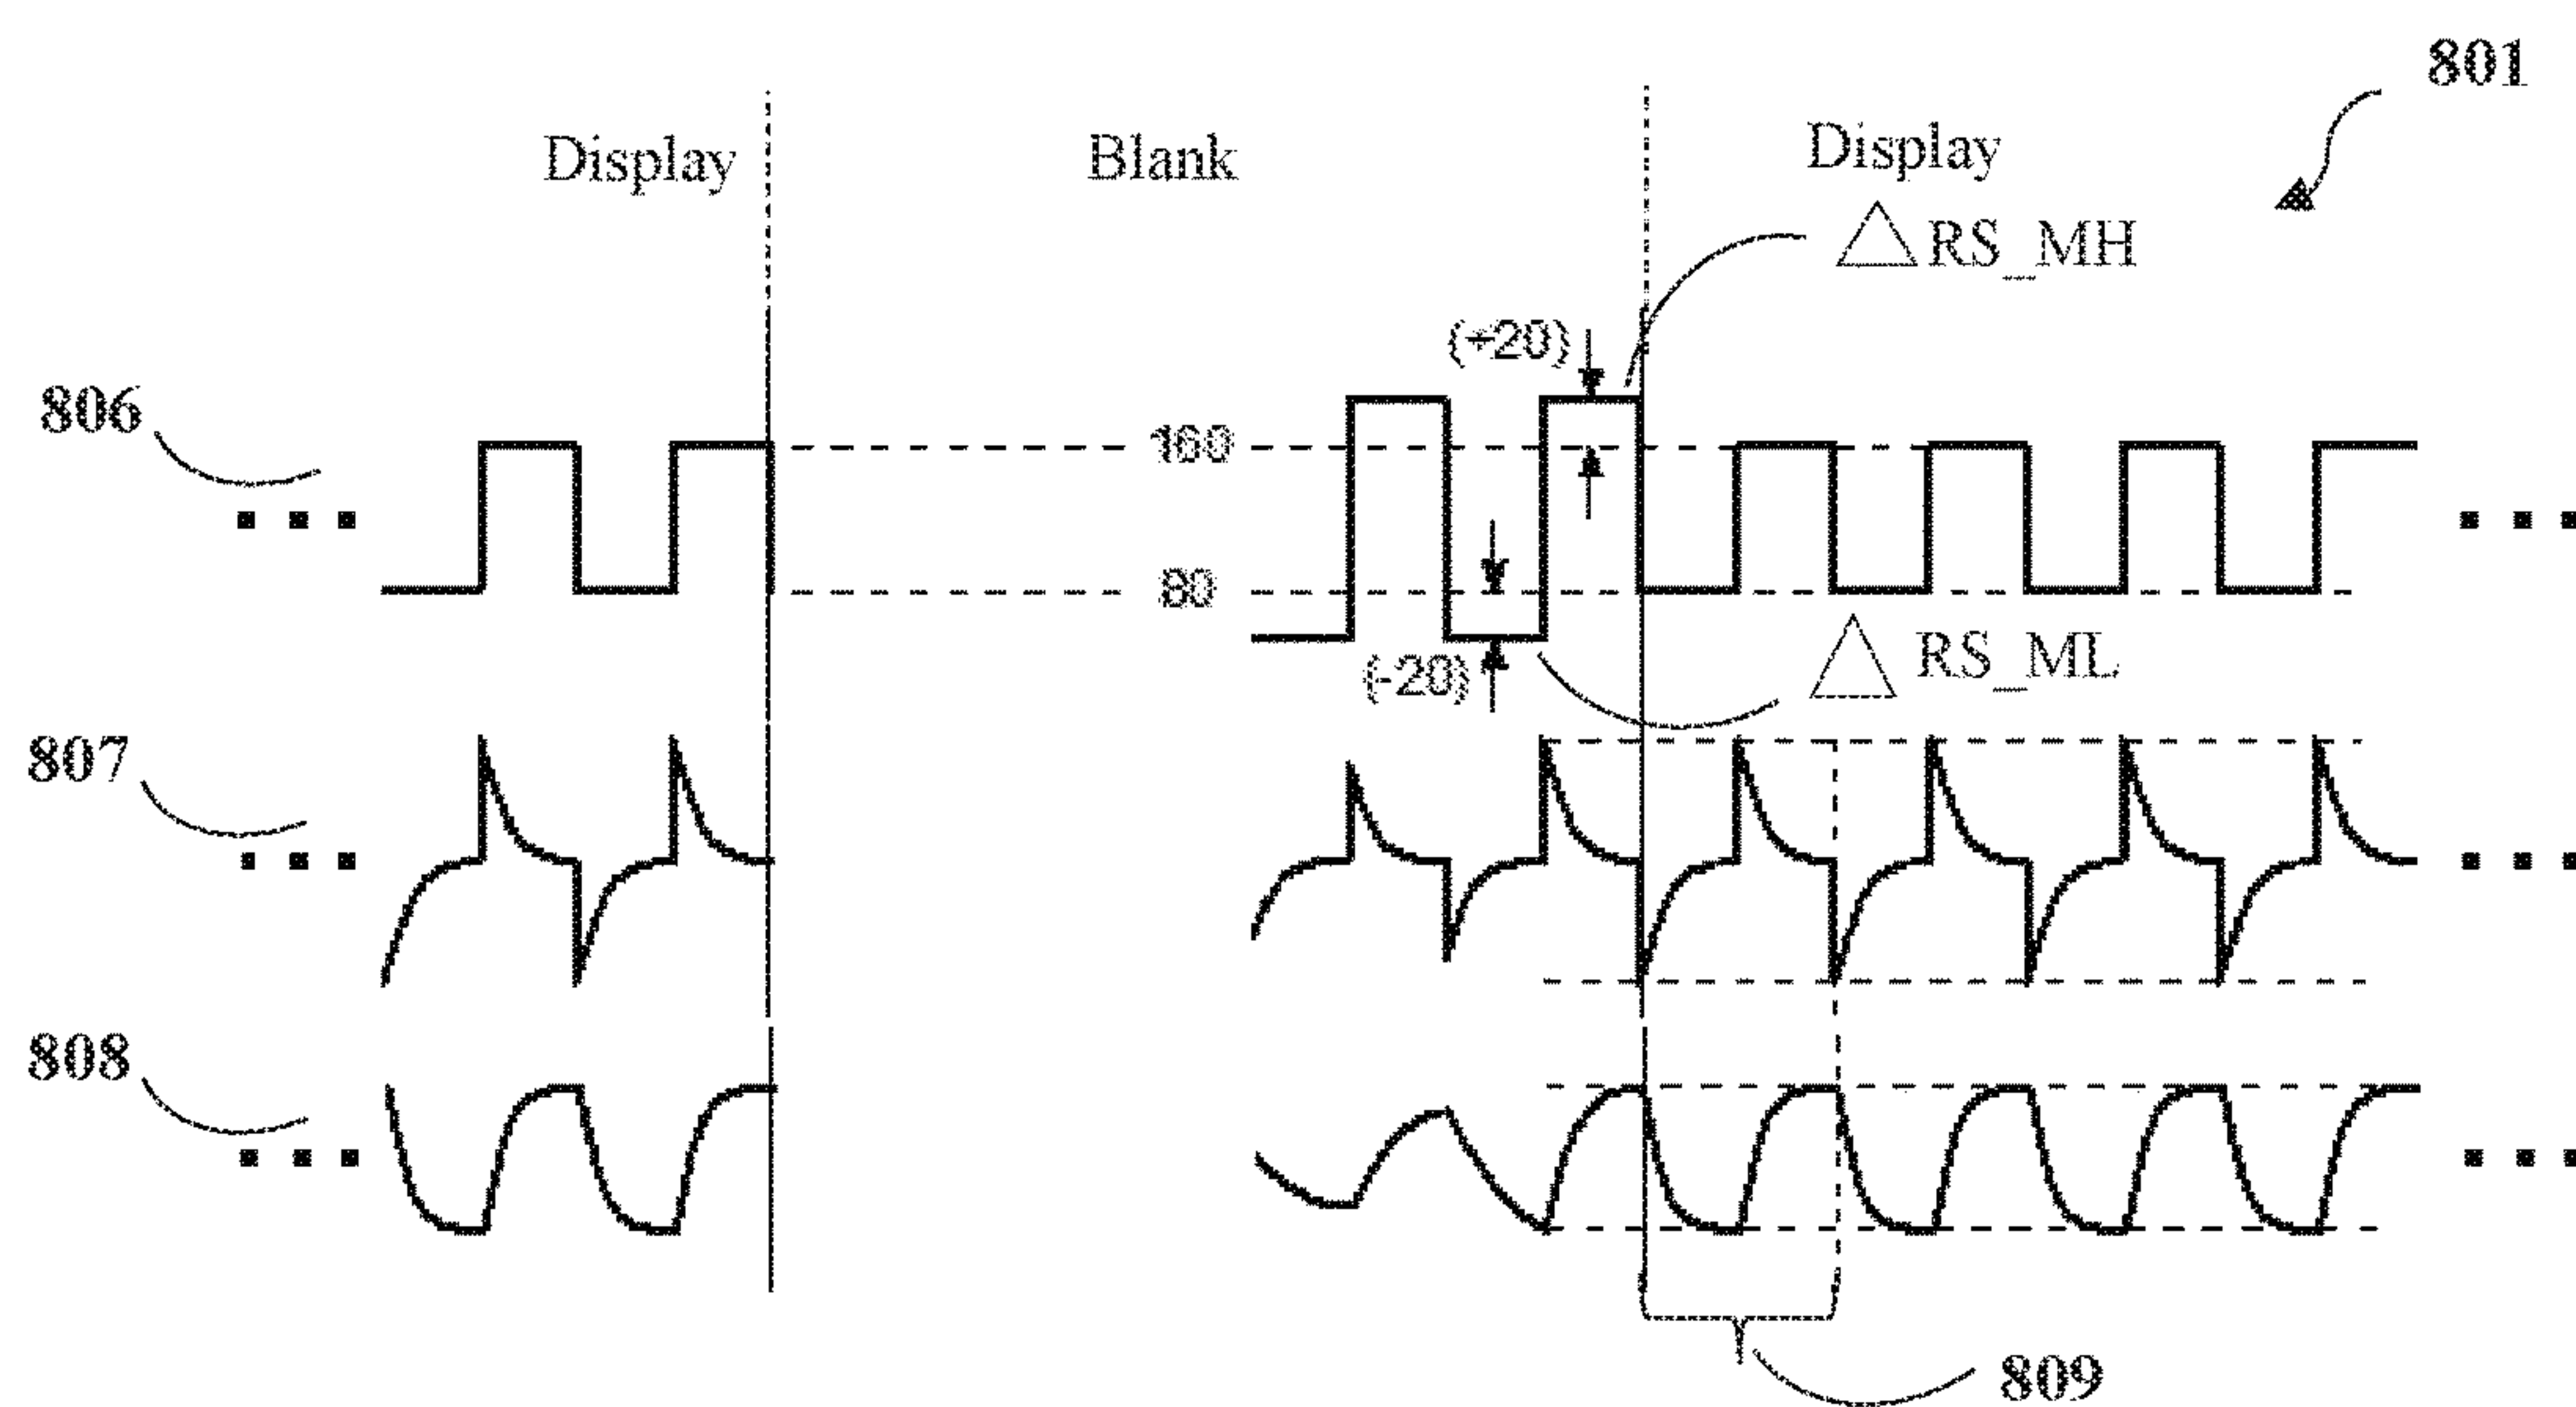 801
Display
Blank
Display
△RS_MH
{+20}
806
160
80
{-20}
△ RS_ML
807
808
809